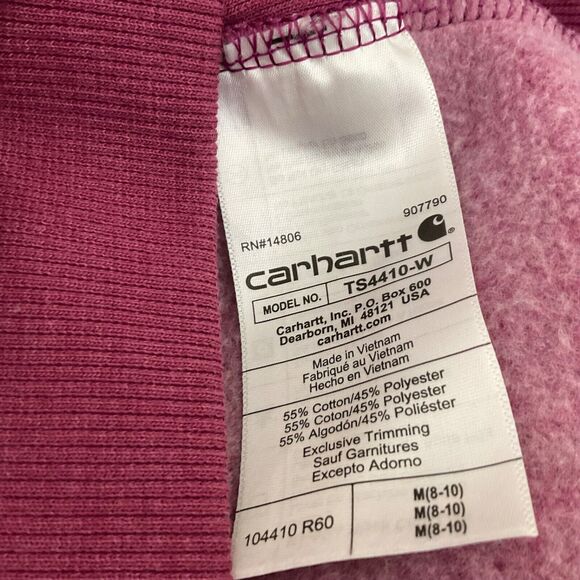 RN#14806 907790
carhartt
MODEL NO. TS4410-W
Carhartt, Inc. P.O. Box 600
Dearborn, MI 48121 USA
carhartt.com
Made in Vietnam
Fabriqué au Vietnam
Hecho en Vietnam
55% Cotton/45% Polyester
55% Coton/45% Polyester
55% Algodón/45% Poliéster
Exclusive Trimming
Sauf Garnitures
Excepto Adorno
104410 R60
M(8-10)
M(8-10)
M(8-10)